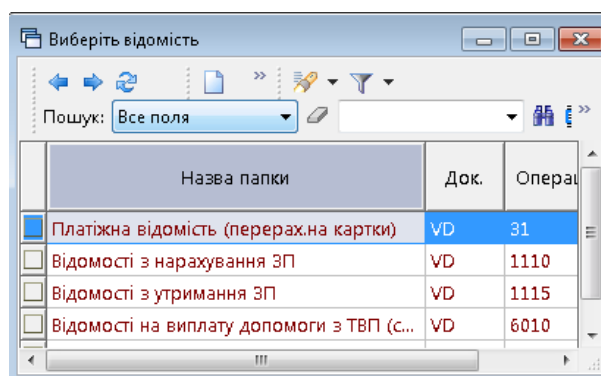 Виберіть відомість
Пошук: Все поля
Назва папки Док. Операц
Платіжна відомість (перерах.на картки) VD 31
Відомості з нарахування ЗП VD 1110
Відомості з утримання ЗП VD 1115
Відомості на виплату допомоги з ТВП (с... VD 6010